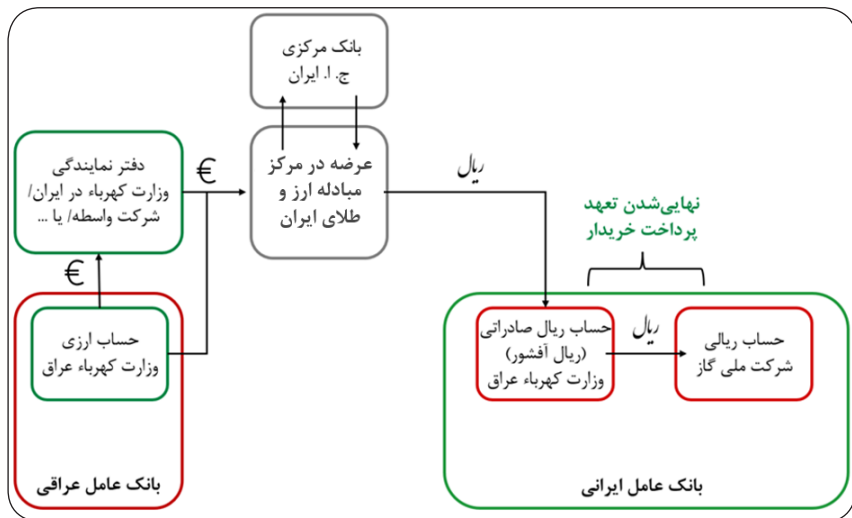 بانک مرکزی
ج. ا. ایران
دفتر نمایندگی
وزارت کهرباء در ایران/
شرکت واسطه/ یا ...
€
عرضه در مرکز
مبادله ارز و
طلای ایران
ریال
نهایی‌شدن تعهد
پرداخت خریدار
€
حساب ارزی
وزارت کهرباء عراق
بانک عامل عراقی
حساب ریال صادراتی
(ریال آفشور)
وزارت کهرباء عراق
ریال
حساب ریالی
شرکت ملی گاز
بانک عامل ایرانی